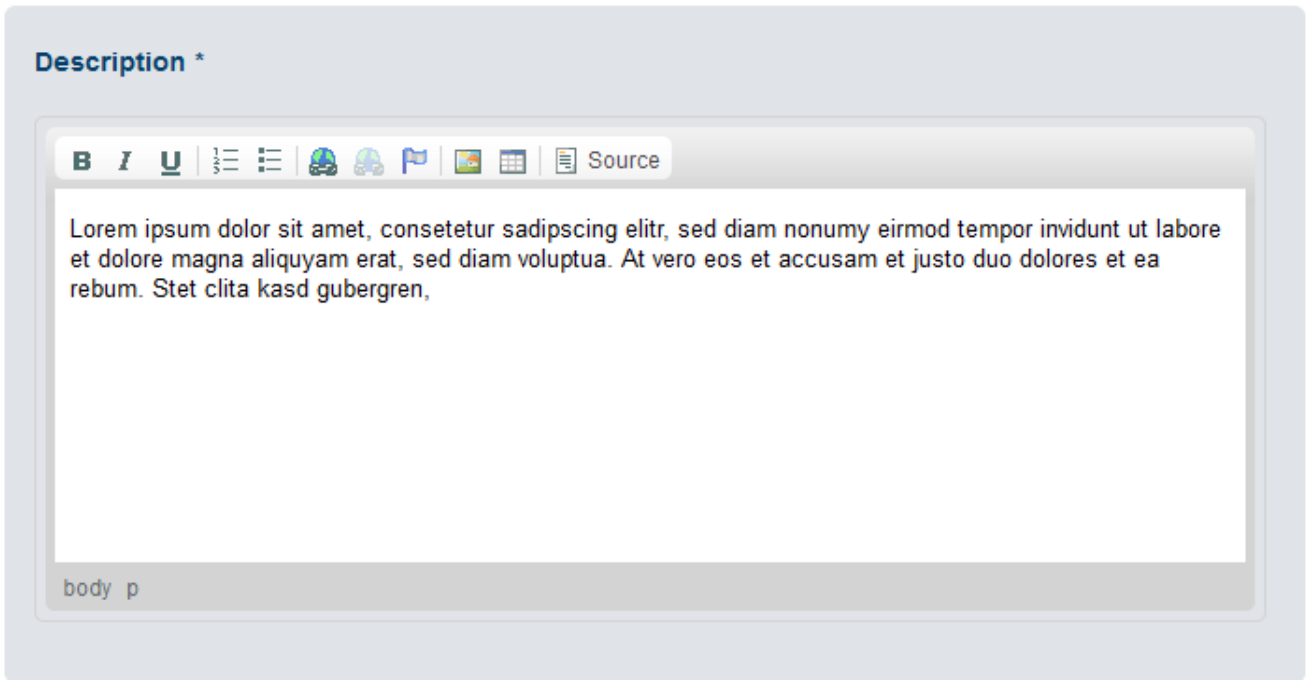 Description *
B I U Source
Lorem ipsum dolor sit amet, consetetur sadipscing elitr, sed diam nonumy eirmod tempor invidunt ut labore
et dolore magna aliquyam erat, sed diam voluptua. At vero eos et accusam et justo duo dolores et ea
rebum. Stet clita kasd gubergren,
body p